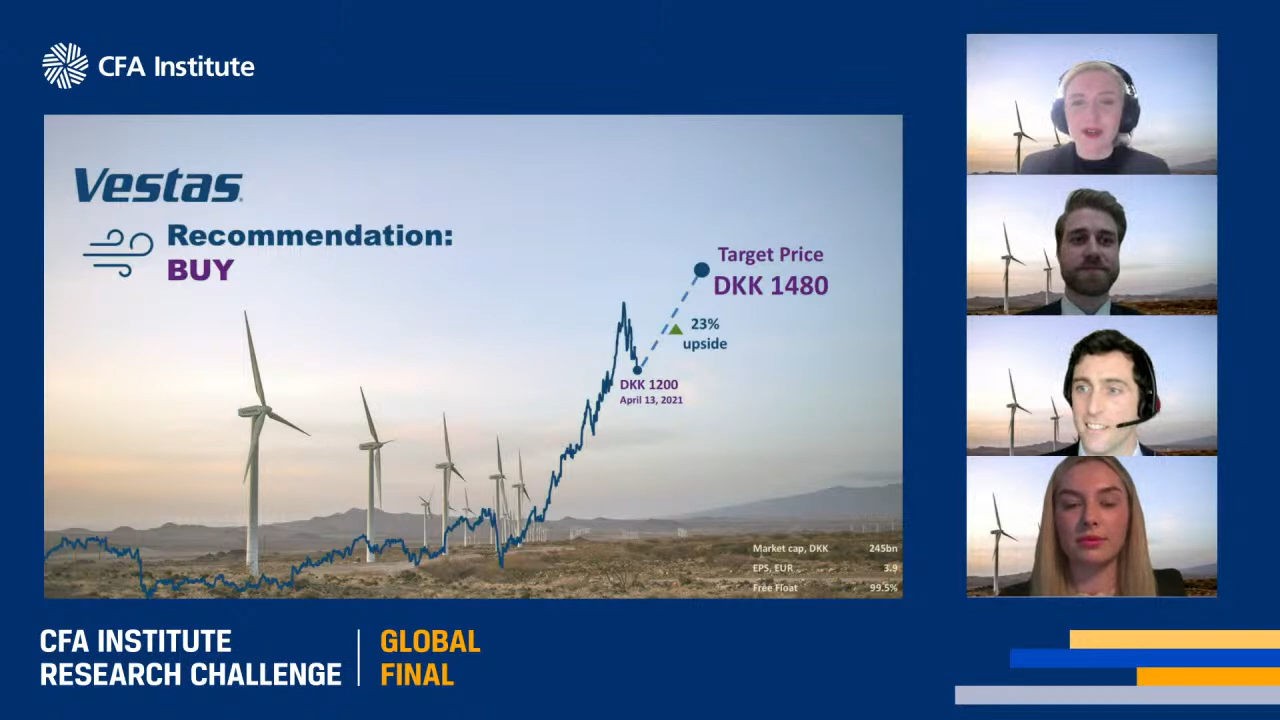 CFA Institute
Vestas
Recommendation:
BUY
Target Price
DKK 1480
23%
upside
DKK 1200
April 13, 2021
Market cap, DKK 245bn
EPS, EUR 3.9
Free Float 99.5%
CFA INSTITUTE
RESEARCH CHALLENGE
GLOBAL
FINAL